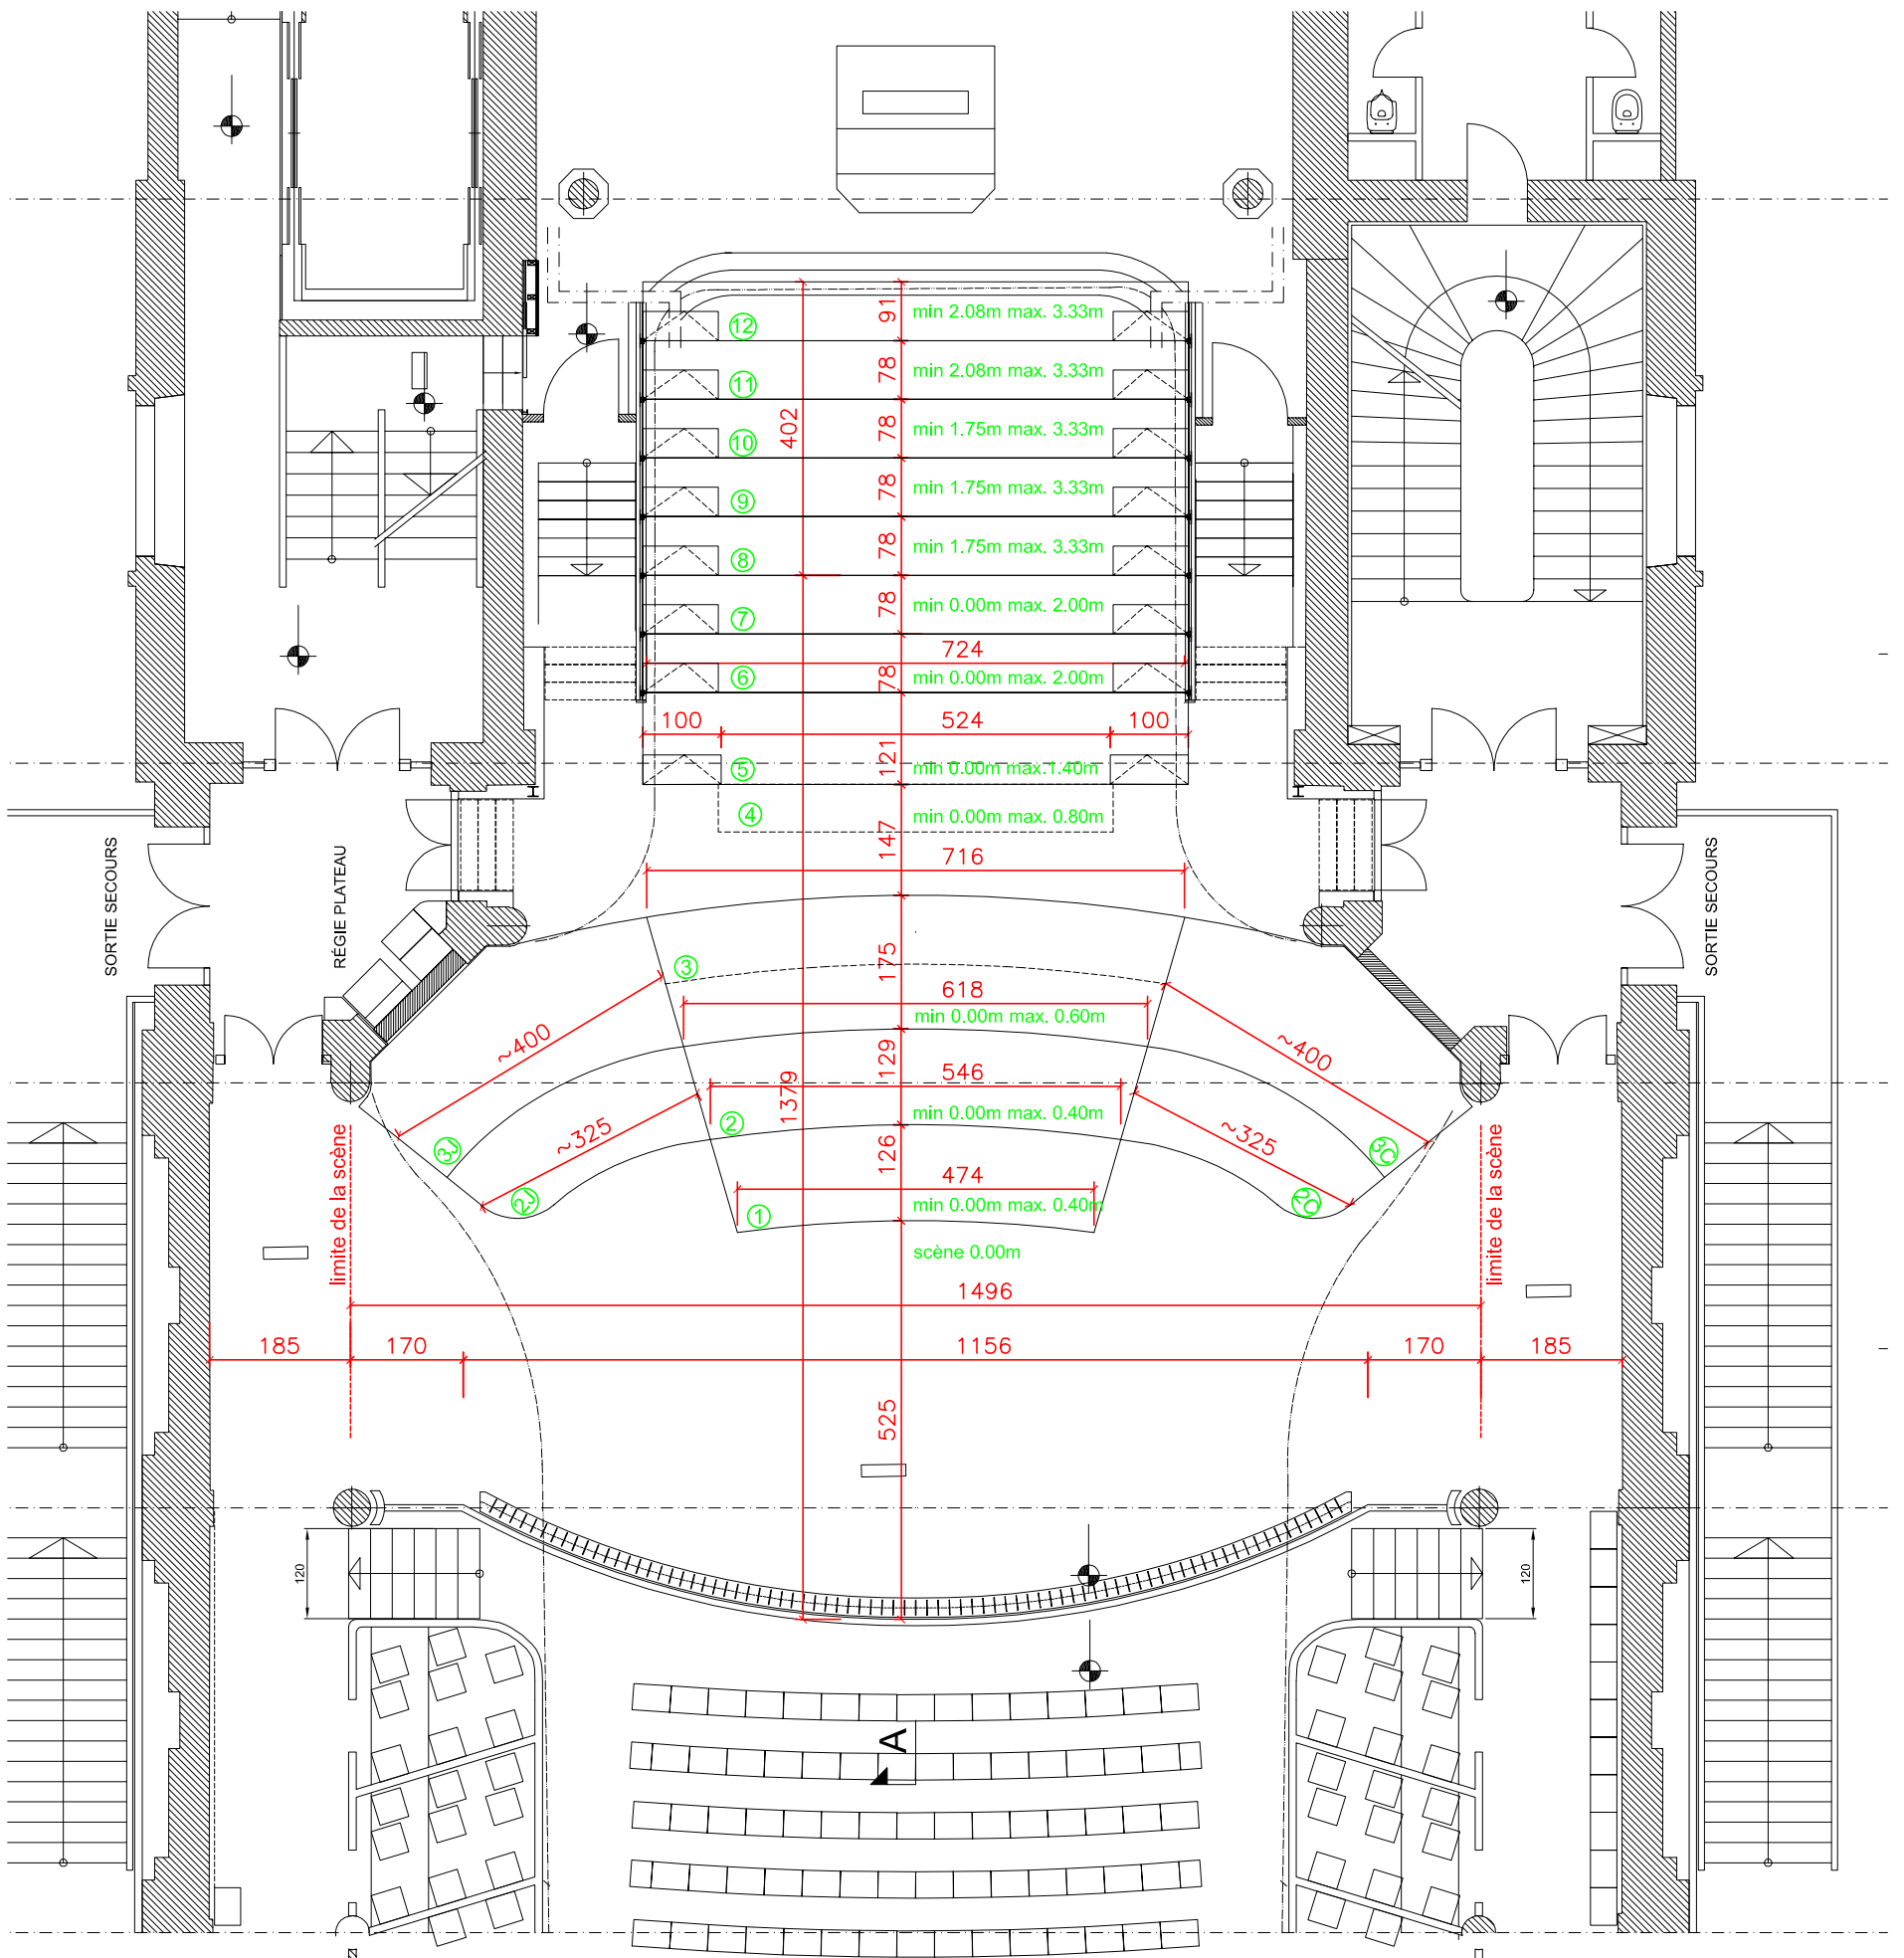 91
min 2.08m max. 3.33m
12
78
min 2.08m max. 3.33m
11
402
78
min 1.75m max. 3.33m
10
78
min 1.75m max. 3.33m
9
78
min 1.75m max. 3.33m
8
78
min 0.00m max. 2.00m
7
724
78
min 0.00m max. 2.00m
6
100
524
100
121
min 0.00m max.1.40m
5
147
min 0.00m max. 0.80m
4
716
SORTIE SECOURS
RÉGIE PLATEAU
SORTIE SECOURS
175
3
618
min 0.00m max. 0.60m
~400
~400
129
1379
546
min 0.00m max. 0.40m
2
~325
~325
126
3J
3C
2J
2C
474
min 0.00m max. 0.40m
1
scène 0.00m
limite de la scène
limite de la scène
1496
185
170
1156
170
185
525
120
120
A